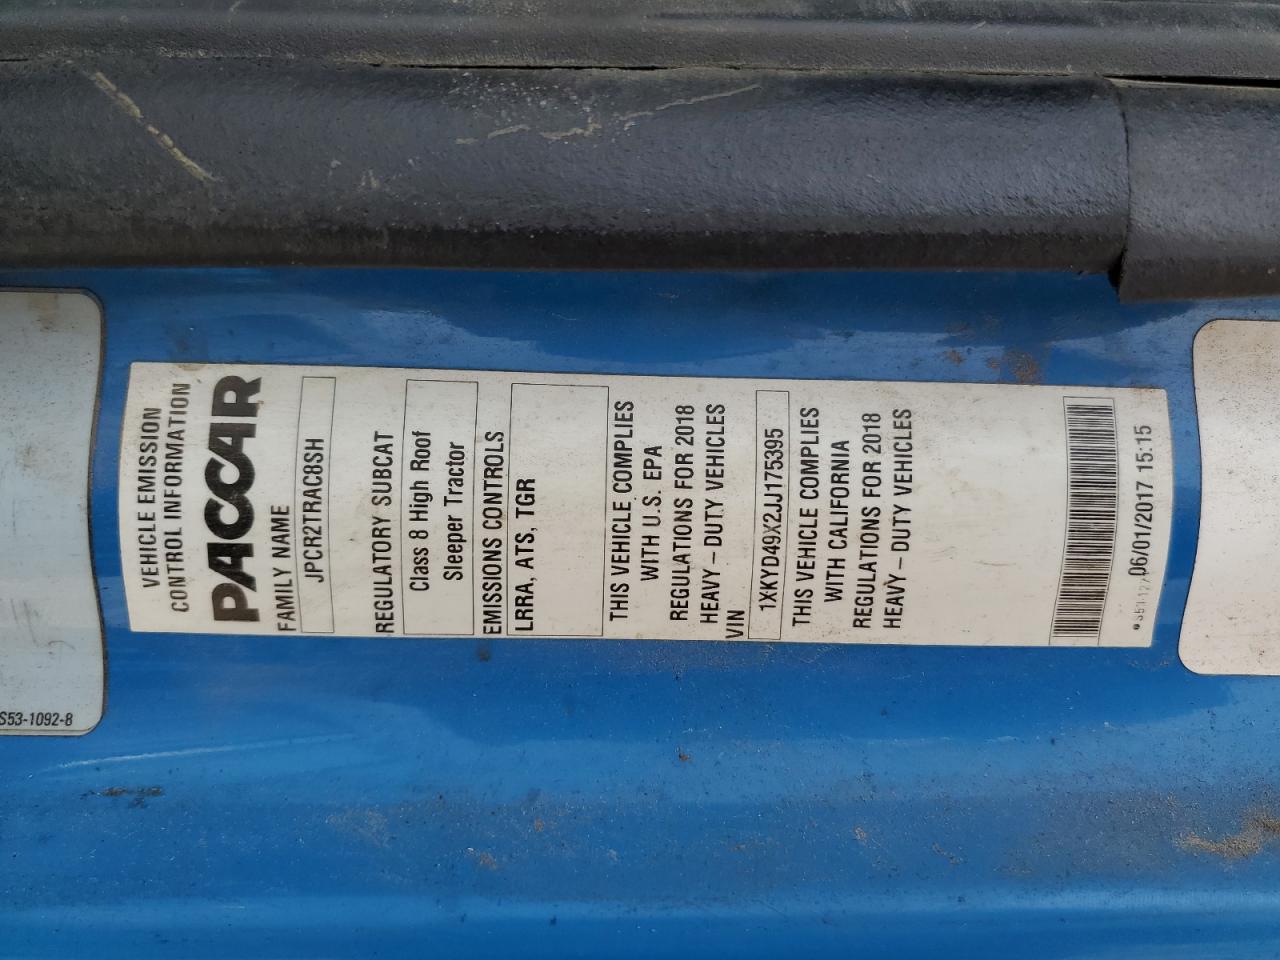 VEHICLE EMISSION
CONTROL INFORMATION
PACCAR
FAMILY NAME
JPCR2TRAC8SH
REGULATORY SUBCAT
Class 8 High Roof
Sleeper Tractor
EMISSIONS CONTROLS
LRRA, ATS, TGR
THIS VEHICLE COMPLIES
WITH U.S. EPA
REGULATIONS FOR 2018
HEAVY - DUTY VEHICLES
VIN
1XKYD49X2JJ175395
THIS VEHICLE COMPLIES
WITH CALIFORNIA
REGULATIONS FOR 2018
HEAVY - DUTY VEHICLES
06/01/2017 15:15
S53-1092-8